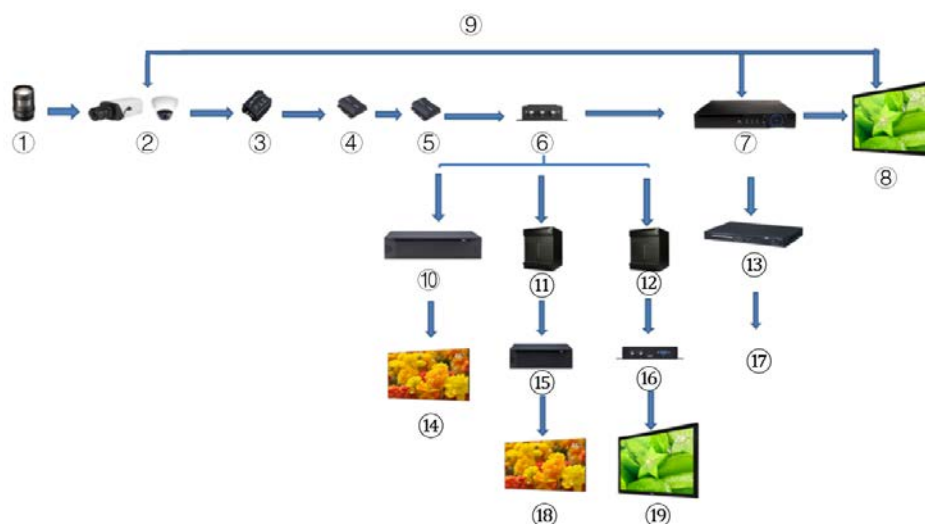 ⑨
① ② ③ ④ ⑤ ⑥ ⑦ ⑧
⑩ ⑪ ⑫ ⑬
⑭ ⑮ ⑯ ⑰
⑱ ⑲